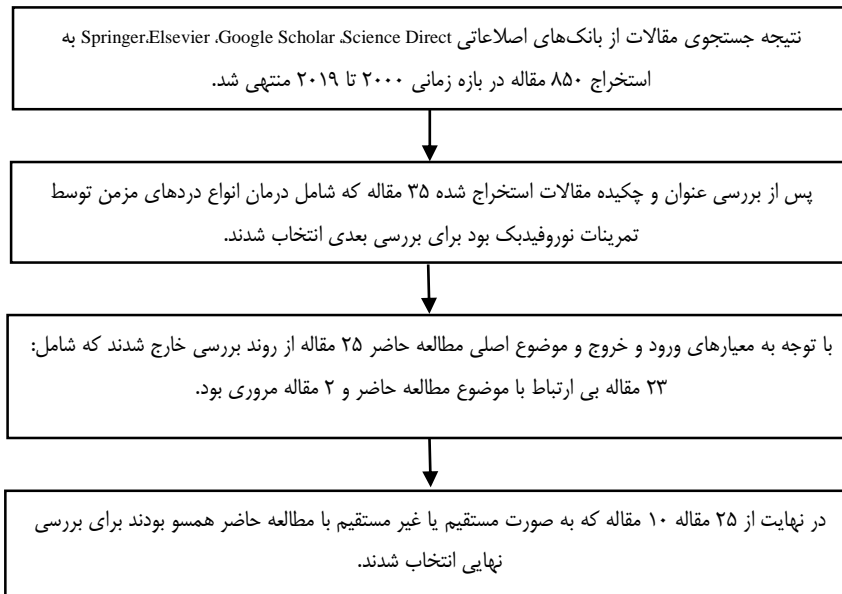 نتیجه جستجوی مقالات از بانک‌های اصلاعاتی Springer،Elsevier ،Google Scholar ،Science Direct به
استخراج ۸۵۰ مقاله در بازه زمانی ۲۰۰۰ تا ۲۰۱۹ منتهی شد.
پس از بررسی عنوان و چکیده مقالات استخراج شده ۳۵ مقاله که شامل درمان انواع دردهای مزمن توسط
تمرینات نوروفیدبک بود برای بررسی بعدی انتخاب شدند.
با توجه به معیارهای ورود و خروج و موضوع اصلی مطالعه حاضر ۲۵ مقاله از روند بررسی خارج شدند که شامل:
۲۳ مقاله بی ارتباط با موضوع مطالعه حاضر و ۲ مقاله مروری بود.
در نهایت از ۲۵ مقاله ۱۰ مقاله که به صورت مستقیم یا غیر مستقیم با مطالعه حاضر همسو بودند برای بررسی
نهایی انتخاب شدند.